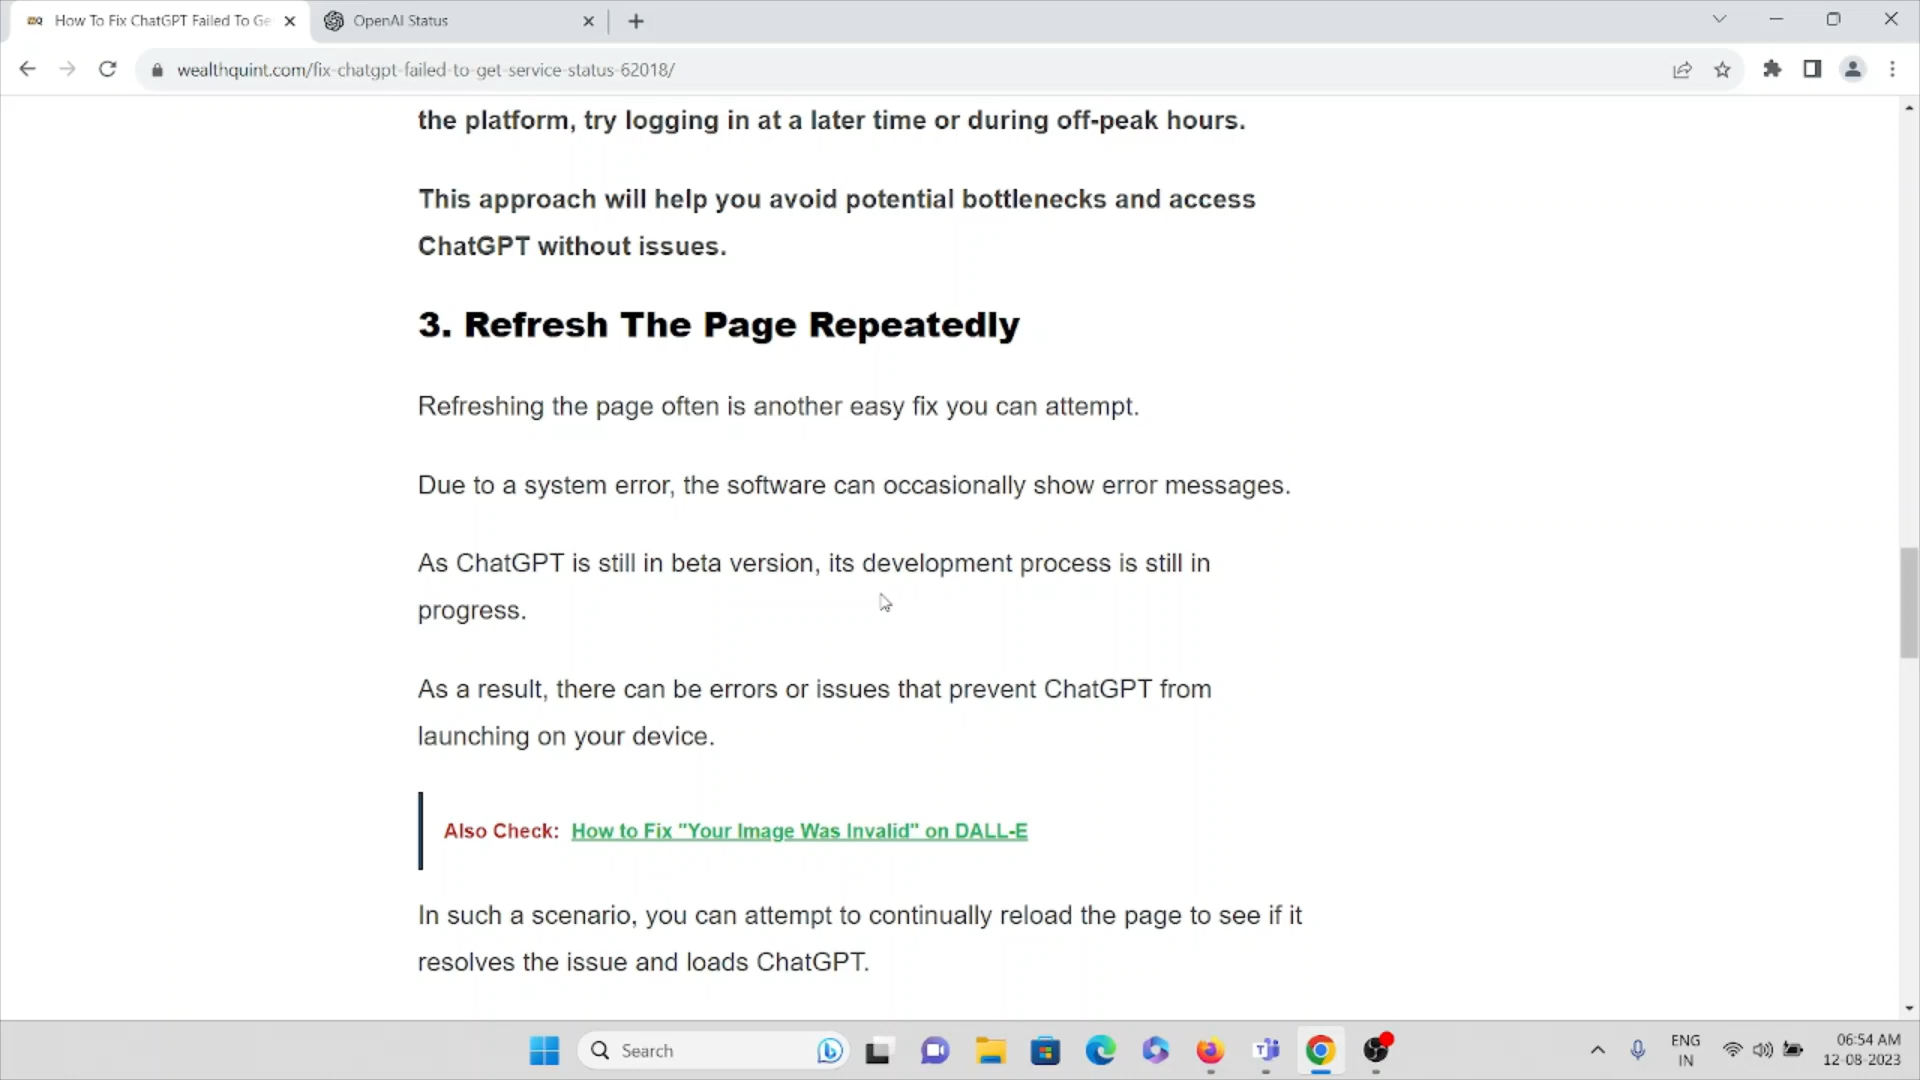 How To Fix ChatGPT Failed To Ge
OpenAI Status
wealthquint.com/fix-chatgpt-failed-to-get-service-status-62018/
the platform, try logging in at a later time or during off-peak hours.
This approach will help you avoid potential bottlenecks and access
ChatGPT without issues.
3. Refresh The Page Repeatedly
Refreshing the page often is another easy fix you can attempt.
Due to a system error, the software can occasionally show error messages.
As ChatGPT is still in beta version, its development process is still in
progress.
As a result, there can be errors or issues that prevent ChatGPT from
launching on your device.
Also Check: How to Fix "Your Image Was Invalid" on DALL-E
In such a scenario, you can attempt to continually reload the page to see if it
resolves the issue and loads ChatGPT.
Search
ENG
IN
06:54 AM
12-08-2023